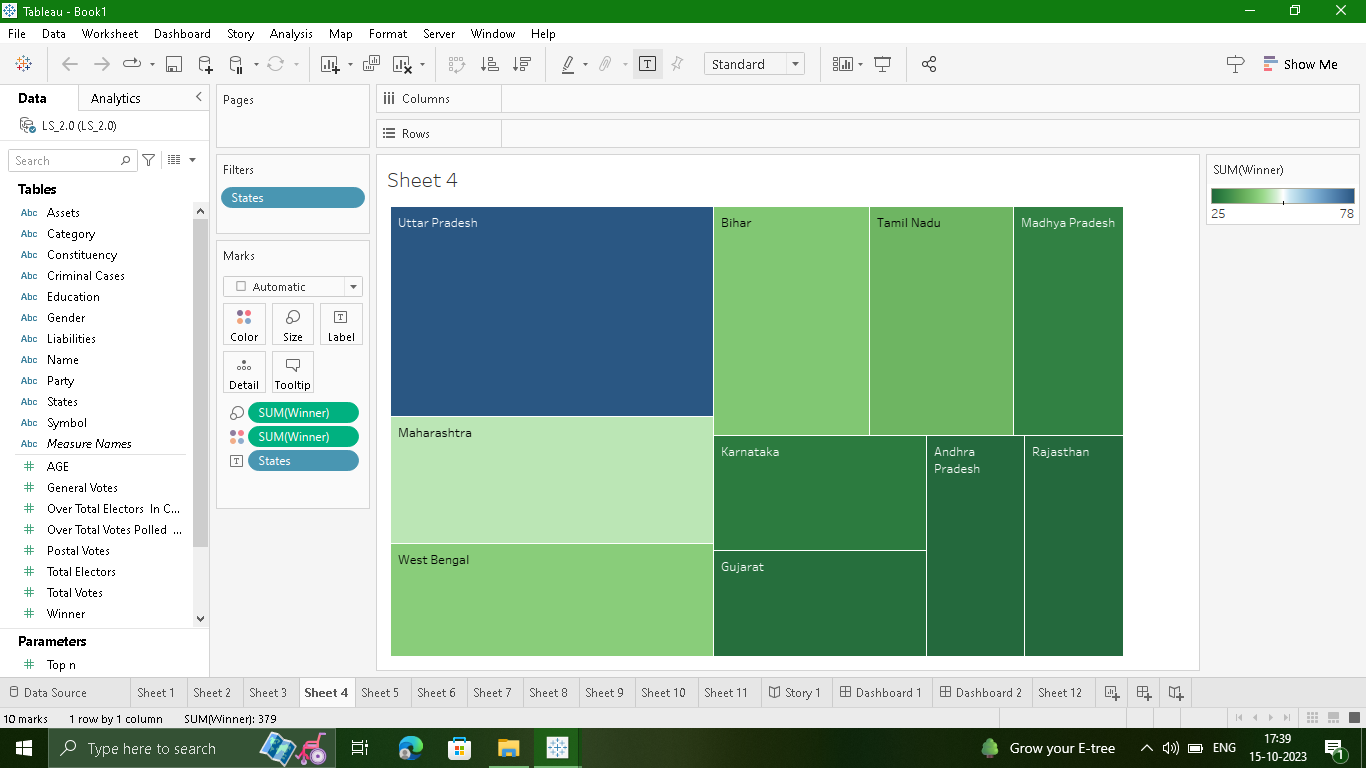 Tableau - Book1
File Data Worksheet Dashboard Story Analysis Map Format Server Window Help
Standard
Show Me
Data Analytics
LS_2.0 (LS_2.0)
Search
Tables
Abc Assets
Abc Category
Abc Constituency
Abc Criminal Cases
Abc Education
Abc Gender
Abc Liabilities
Abc Name
Abc Party
Abc States
Abc Symbol
Abc Measure Names
# AGE
# General Votes
# Over Total Electors In C...
# Over Total Votes Polled ...
# Postal Votes
# Total Electors
# Total Votes
# Winner
Parameters
# Top n
Pages
Filters
States
Marks
Automatic
Color Size Label
Detail Tooltip
SUM(Winner)
SUM(Winner)
States
Columns
Rows
Sheet 4
Uttar Pradesh
Maharashtra
West Bengal
Bihar
Tamil Nadu
Madhya Pradesh
Karnataka
Gujarat
Andhra
Pradesh
Rajasthan
SUM(Winner)
25 78
Data Source Sheet 1 Sheet 2 Sheet 3 Sheet 4 Sheet 5 Sheet 6 Sheet 7 Sheet 8 Sheet 9 Sheet 10 Sheet 11 Story 1 Dashboard 1 Dashboard 2 Sheet 12
10 marks 1 row by 1 column SUM(Winner): 379
Type here to search
Grow your E-tree
ENG
17:39
15-10-2023
1